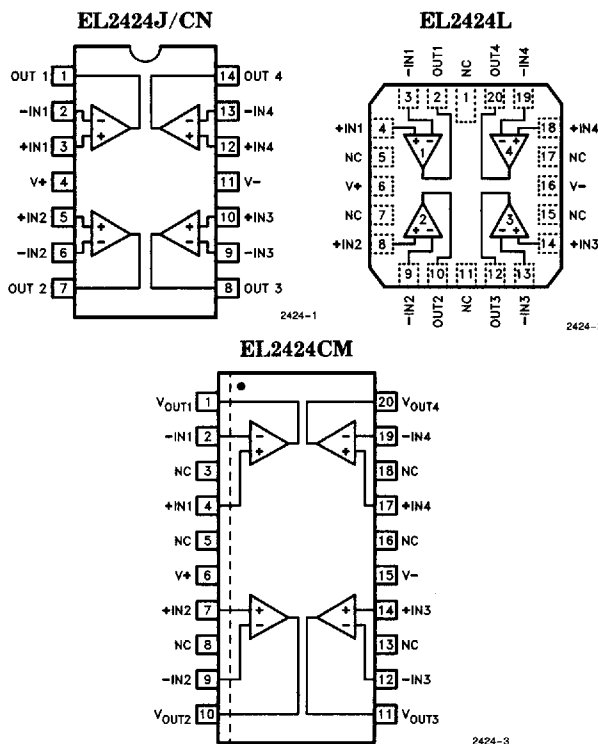 EL2424J/CN
OUT 1 1
14 OUT 4
-IN1 2
13 -IN4
+IN1 3
12 +IN4
V+ 4
11 V-
+IN2 5
10 +IN3
-IN2 6
9 -IN3
OUT 2 7
8 OUT 3
- + - +
+ - + -
2424-1
EL2424L
-IN1 OUT1 NC OUT4 -IN4
3 2 1 20 19
+IN1 4
18 +IN4
NC 5
17 NC
V+ 6
16 V-
NC 7
15 NC
+IN2 8
14 +IN3
+ - + -
1 4
2 3
+ - - +
9 10 11 12 13
-IN2 OUT2 NC OUT3 -IN3
2424-
EL2424CM
VOUT1 1
20 VOUT4
-IN1 2
19 -IN4
NC 3
18 NC
+IN1 4
17 +IN4
NC 5
16 NC
V+ 6
15 V-
+IN2 7
14 +IN3
NC 8
13 NC
-IN2 9
12 -IN3
VOUT2 10
11 VOUT3
- + - +
+ - + -
2424-3